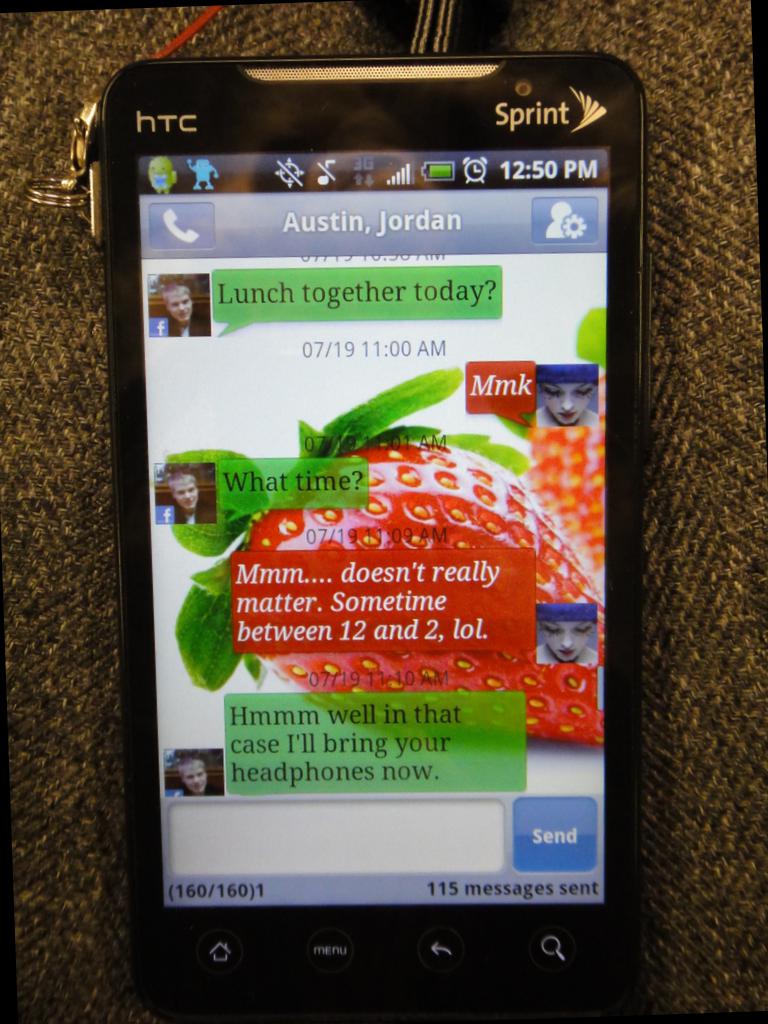 hTC
Sprint
3G
12:50 PM
Austin, Jordan
Lunch together today?
f
07/19 11:00 AM
Mmk
07/19 11:01 AM
What time?
f
07/19 11:09 AM
Mmm.... doesn't really
matter. Sometime
between 12 and 2, lol.
07/19 11:10 AM
Hmmm well in that
case I'll bring your
headphones now.
Send
(160/160)1
115 messages sent
menu